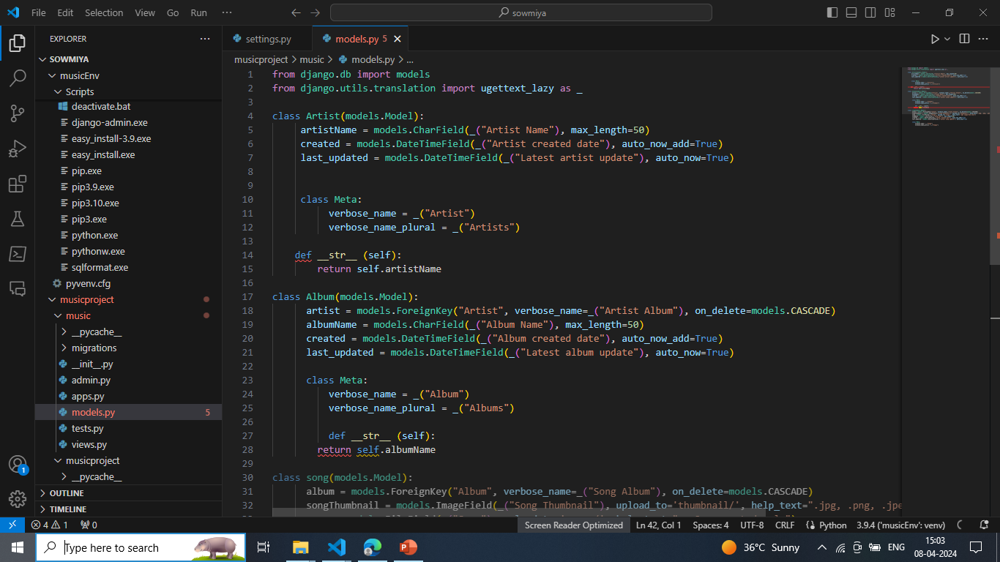 File Edit Selection View Go Run ··· sowmiya
EXPLORER ···
SOWMIYA
musicEnv
Scripts
deactivate.bat
django-admin.exe
easy_install-3.9.exe
easy_install.exe
pip.exe
pip3.9.exe
pip3.10.exe
pip3.exe
python.exe
pythonw.exe
sqlformat.exe
pyvenv.cfg
musicproject
music
__pycache__
migrations
__init__.py
admin.py
apps.py
models.py 5
tests.py
views.py
musicproject
__pycache__
OUTLINE
TIMELINE
settings.py models.py 5
musicproject > music > models.py > ...
1 from django.db import models
2 from django.utils.translation import ugettext_lazy as _
3
4 class Artist(models.Model):
5 artistName = models.CharField(_("Artist Name"), max_length=50)
6 created = models.DateTimeField(_("Artist created date"), auto_now_add=True)
7 last_updated = models.DateTimeField(_("Latest artist update"), auto_now=True)
8
9
10 class Meta:
11 verbose_name = _("Artist")
12 verbose_name_plural = _("Artists")
13
14 def __str__ (self):
15 return self.artistName
16
17 class Album(models.Model):
18 artist = models.ForeignKey("Artist", verbose_name=_("Artist Album"), on_delete=models.CASCADE)
19 albumName = models.CharField(_("Album Name"), max_length=50)
20 created = models.DateTimeField(_("Album created date"), auto_now_add=True)
21 last_updated = models.DateTimeField(_("Latest album update"), auto_now=True)
22
23 class Meta:
24 verbose_name = _("Album")
25 verbose_name_plural = _("Albums")
26
27 def __str__ (self):
28 return self.albumName
29
30 class song(models.Model):
31 album = models.ForeignKey("Album", verbose_name=_("Song Album"), on_delete=models.CASCADE)
32 songThumbnail = models.ImageField(_("Song Thumbnail"), upload_to='thumbnail/', help_text=".jpg, .png, .jpe
4 1 0 Screen Reader Optimized Ln 42, Col 1 Spaces: 4 UTF-8 CRLF Python 3.9.4 ('musicEnv': venv)
1
Type here to search 36°C Sunny ENG 15:03
08-04-2024